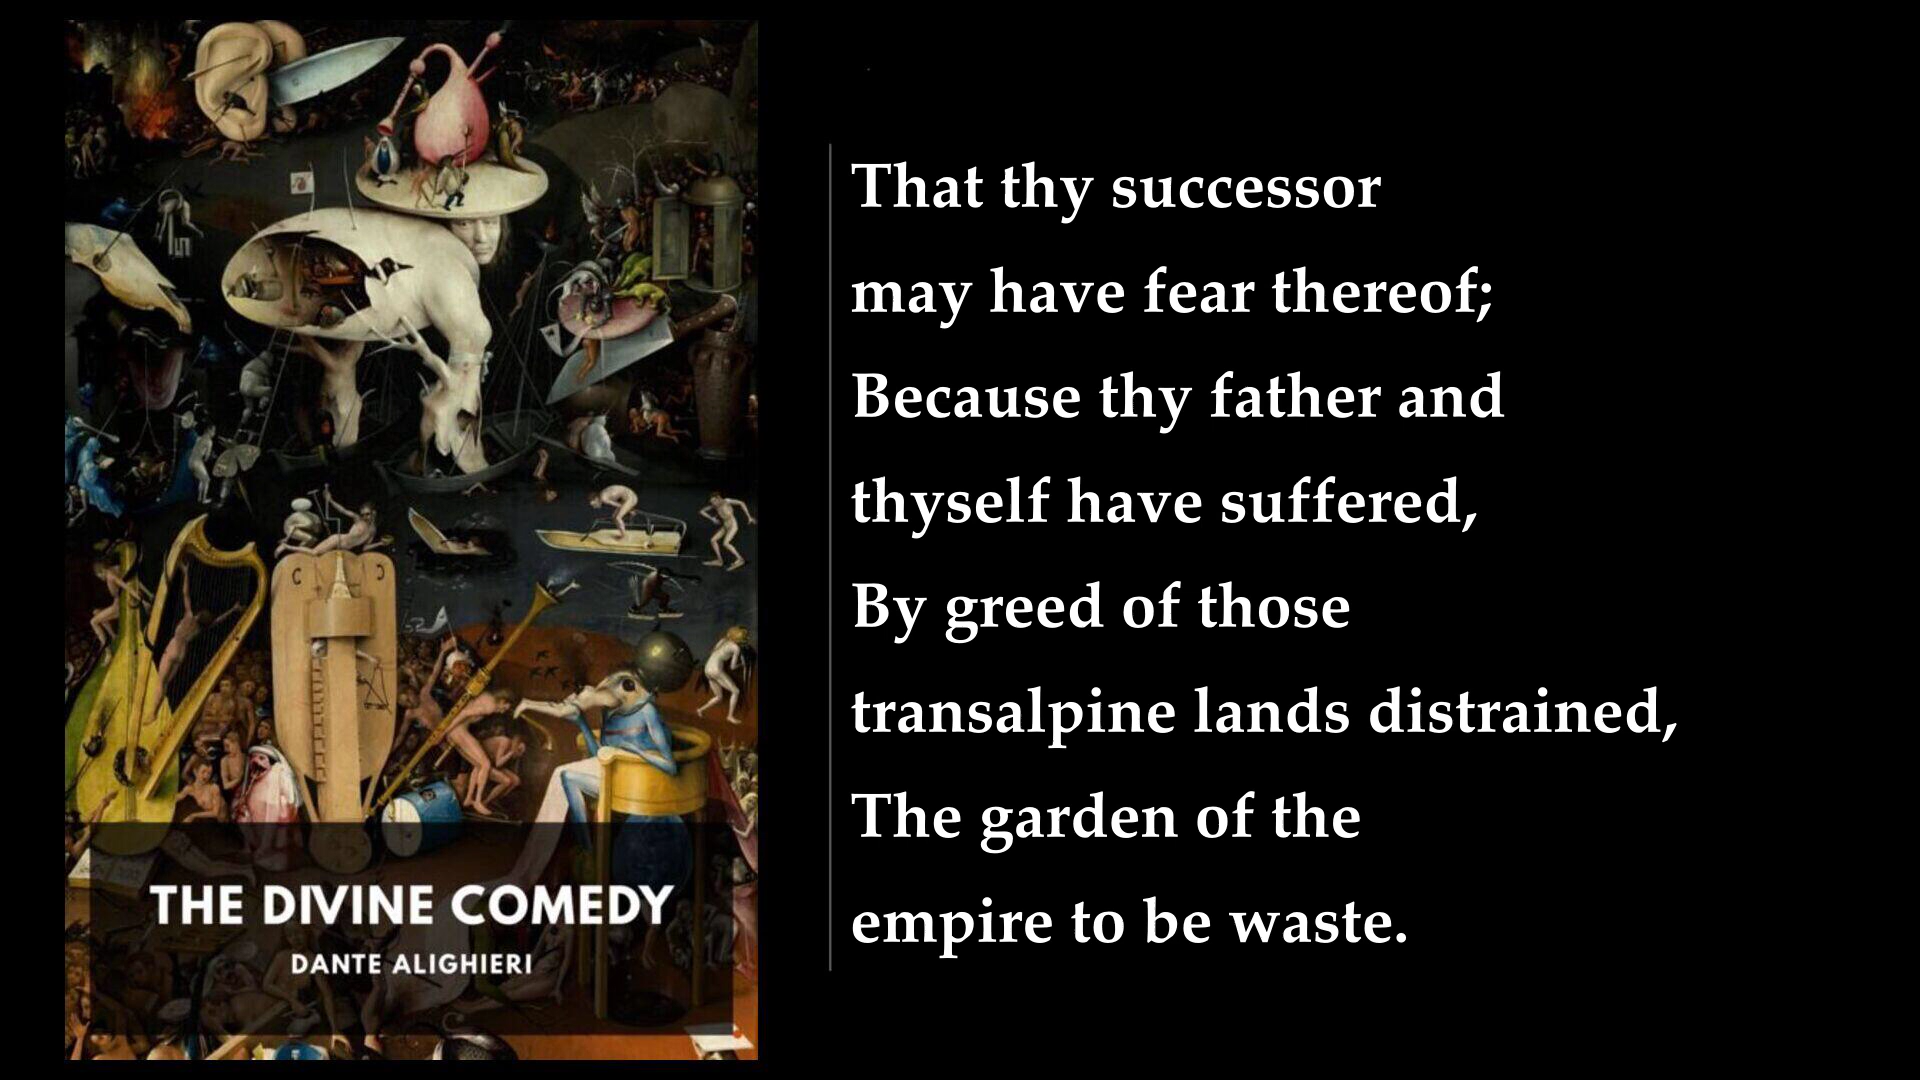 THE DIVINE COMEDY
DANTE ALIGHIERI
That thy successor
may have fear thereof;
Because thy father and
thyself have suffered,
By greed of those
transalpine lands distrained,
The garden of the
empire to be waste.